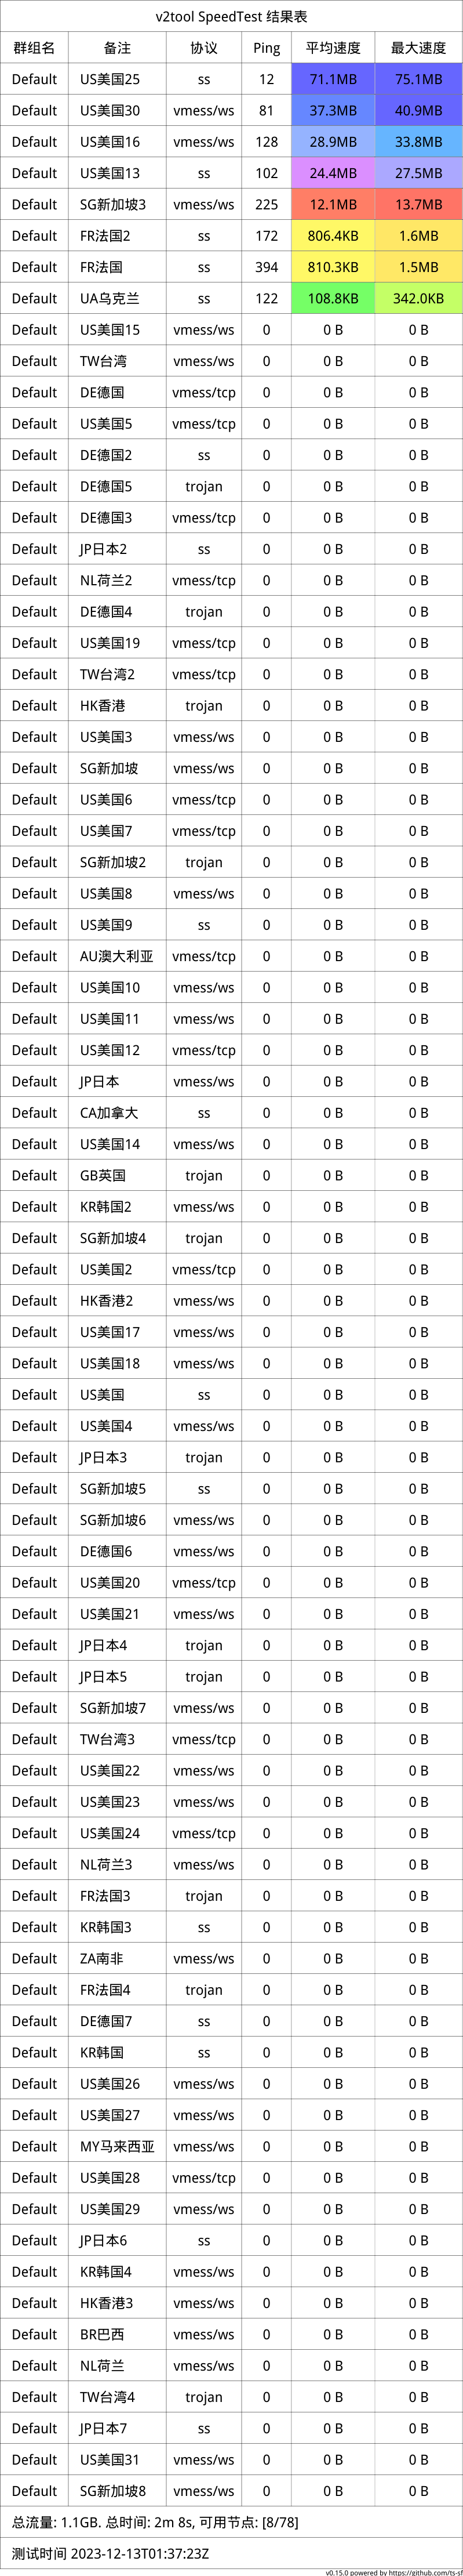 v2tool SpeedTest 结果表
群组名 备注 协议 Ping 平均速度 最大速度
Default US美国25 ss 12 71.1MB 75.1MB
Default US美国30 vmess/ws 81 37.3MB 40.9MB
Default US美国16 vmess/ws 128 28.9MB 33.8MB
Default US美国13 ss 102 24.4MB 27.5MB
Default SG新加坡3 vmess/ws 225 12.1MB 13.7MB
Default FR法国2 ss 172 806.4KB 1.6MB
Default FR法国 ss 394 810.3KB 1.5MB
Default UA乌克兰 ss 122 108.8KB 342.0KB
Default US美国15 vmess/ws 0 0 B 0 B
Default TW台湾 vmess/ws 0 0 B 0 B
Default DE德国 vmess/tcp 0 0 B 0 B
Default US美国5 vmess/tcp 0 0 B 0 B
Default DE德国2 ss 0 0 B 0 B
Default DE德国5 trojan 0 0 B 0 B
Default DE德国3 vmess/tcp 0 0 B 0 B
Default JP日本2 ss 0 0 B 0 B
Default NL荷兰2 vmess/tcp 0 0 B 0 B
Default DE德国4 trojan 0 0 B 0 B
Default US美国19 vmess/tcp 0 0 B 0 B
Default TW台湾2 vmess/tcp 0 0 B 0 B
Default HK香港 trojan 0 0 B 0 B
Default US美国3 vmess/ws 0 0 B 0 B
Default SG新加坡 vmess/ws 0 0 B 0 B
Default US美国6 vmess/tcp 0 0 B 0 B
Default US美国7 vmess/tcp 0 0 B 0 B
Default SG新加坡2 trojan 0 0 B 0 B
Default US美国8 vmess/ws 0 0 B 0 B
Default US美国9 ss 0 0 B 0 B
Default AU澳大利亚 vmess/tcp 0 0 B 0 B
Default US美国10 vmess/ws 0 0 B 0 B
Default US美国11 vmess/ws 0 0 B 0 B
Default US美国12 vmess/tcp 0 0 B 0 B
Default JP日本 vmess/ws 0 0 B 0 B
Default CA加拿大 ss 0 0 B 0 B
Default US美国14 vmess/ws 0 0 B 0 B
Default GB英国 trojan 0 0 B 0 B
Default KR韩国2 vmess/ws 0 0 B 0 B
Default SG新加坡4 trojan 0 0 B 0 B
Default US美国2 vmess/tcp 0 0 B 0 B
Default HK香港2 vmess/ws 0 0 B 0 B
Default US美国17 vmess/ws 0 0 B 0 B
Default US美国18 vmess/ws 0 0 B 0 B
Default US美国 ss 0 0 B 0 B
Default US美国4 vmess/ws 0 0 B 0 B
Default JP日本3 trojan 0 0 B 0 B
Default SG新加坡5 ss 0 0 B 0 B
Default SG新加坡6 vmess/ws 0 0 B 0 B
Default DE德国6 vmess/ws 0 0 B 0 B
Default US美国20 vmess/tcp 0 0 B 0 B
Default US美国21 vmess/ws 0 0 B 0 B
Default JP日本4 trojan 0 0 B 0 B
Default JP日本5 trojan 0 0 B 0 B
Default SG新加坡7 vmess/ws 0 0 B 0 B
Default TW台湾3 vmess/tcp 0 0 B 0 B
Default US美国22 vmess/ws 0 0 B 0 B
Default US美国23 vmess/ws 0 0 B 0 B
Default US美国24 vmess/tcp 0 0 B 0 B
Default NL荷兰3 vmess/ws 0 0 B 0 B
Default FR法国3 trojan 0 0 B 0 B
Default KR韩国3 ss 0 0 B 0 B
Default ZA南非 vmess/ws 0 0 B 0 B
Default FR法国4 trojan 0 0 B 0 B
Default DE德国7 ss 0 0 B 0 B
Default KR韩国 ss 0 0 B 0 B
Default US美国26 vmess/ws 0 0 B 0 B
Default US美国27 vmess/ws 0 0 B 0 B
Default MY马来西亚 vmess/ws 0 0 B 0 B
Default US美国28 vmess/tcp 0 0 B 0 B
Default US美国29 vmess/ws 0 0 B 0 B
Default JP日本6 ss 0 0 B 0 B
Default KR韩国4 vmess/ws 0 0 B 0 B
Default HK香港3 vmess/ws 0 0 B 0 B
Default BR巴西 vmess/ws 0 0 B 0 B
Default NL荷兰 vmess/ws 0 0 B 0 B
Default TW台湾4 trojan 0 0 B 0 B
Default JP日本7 ss 0 0 B 0 B
Default US美国31 vmess/ws 0 0 B 0 B
Default SG新加坡8 vmess/ws 0 0 B 0 B
总流量: 1.1GB. 总时间: 2m 8s, 可用节点: [8/78]
测试时间 2023-12-13T01:37:23Z
v0.15.0 powered by https://github.com/ts-sf